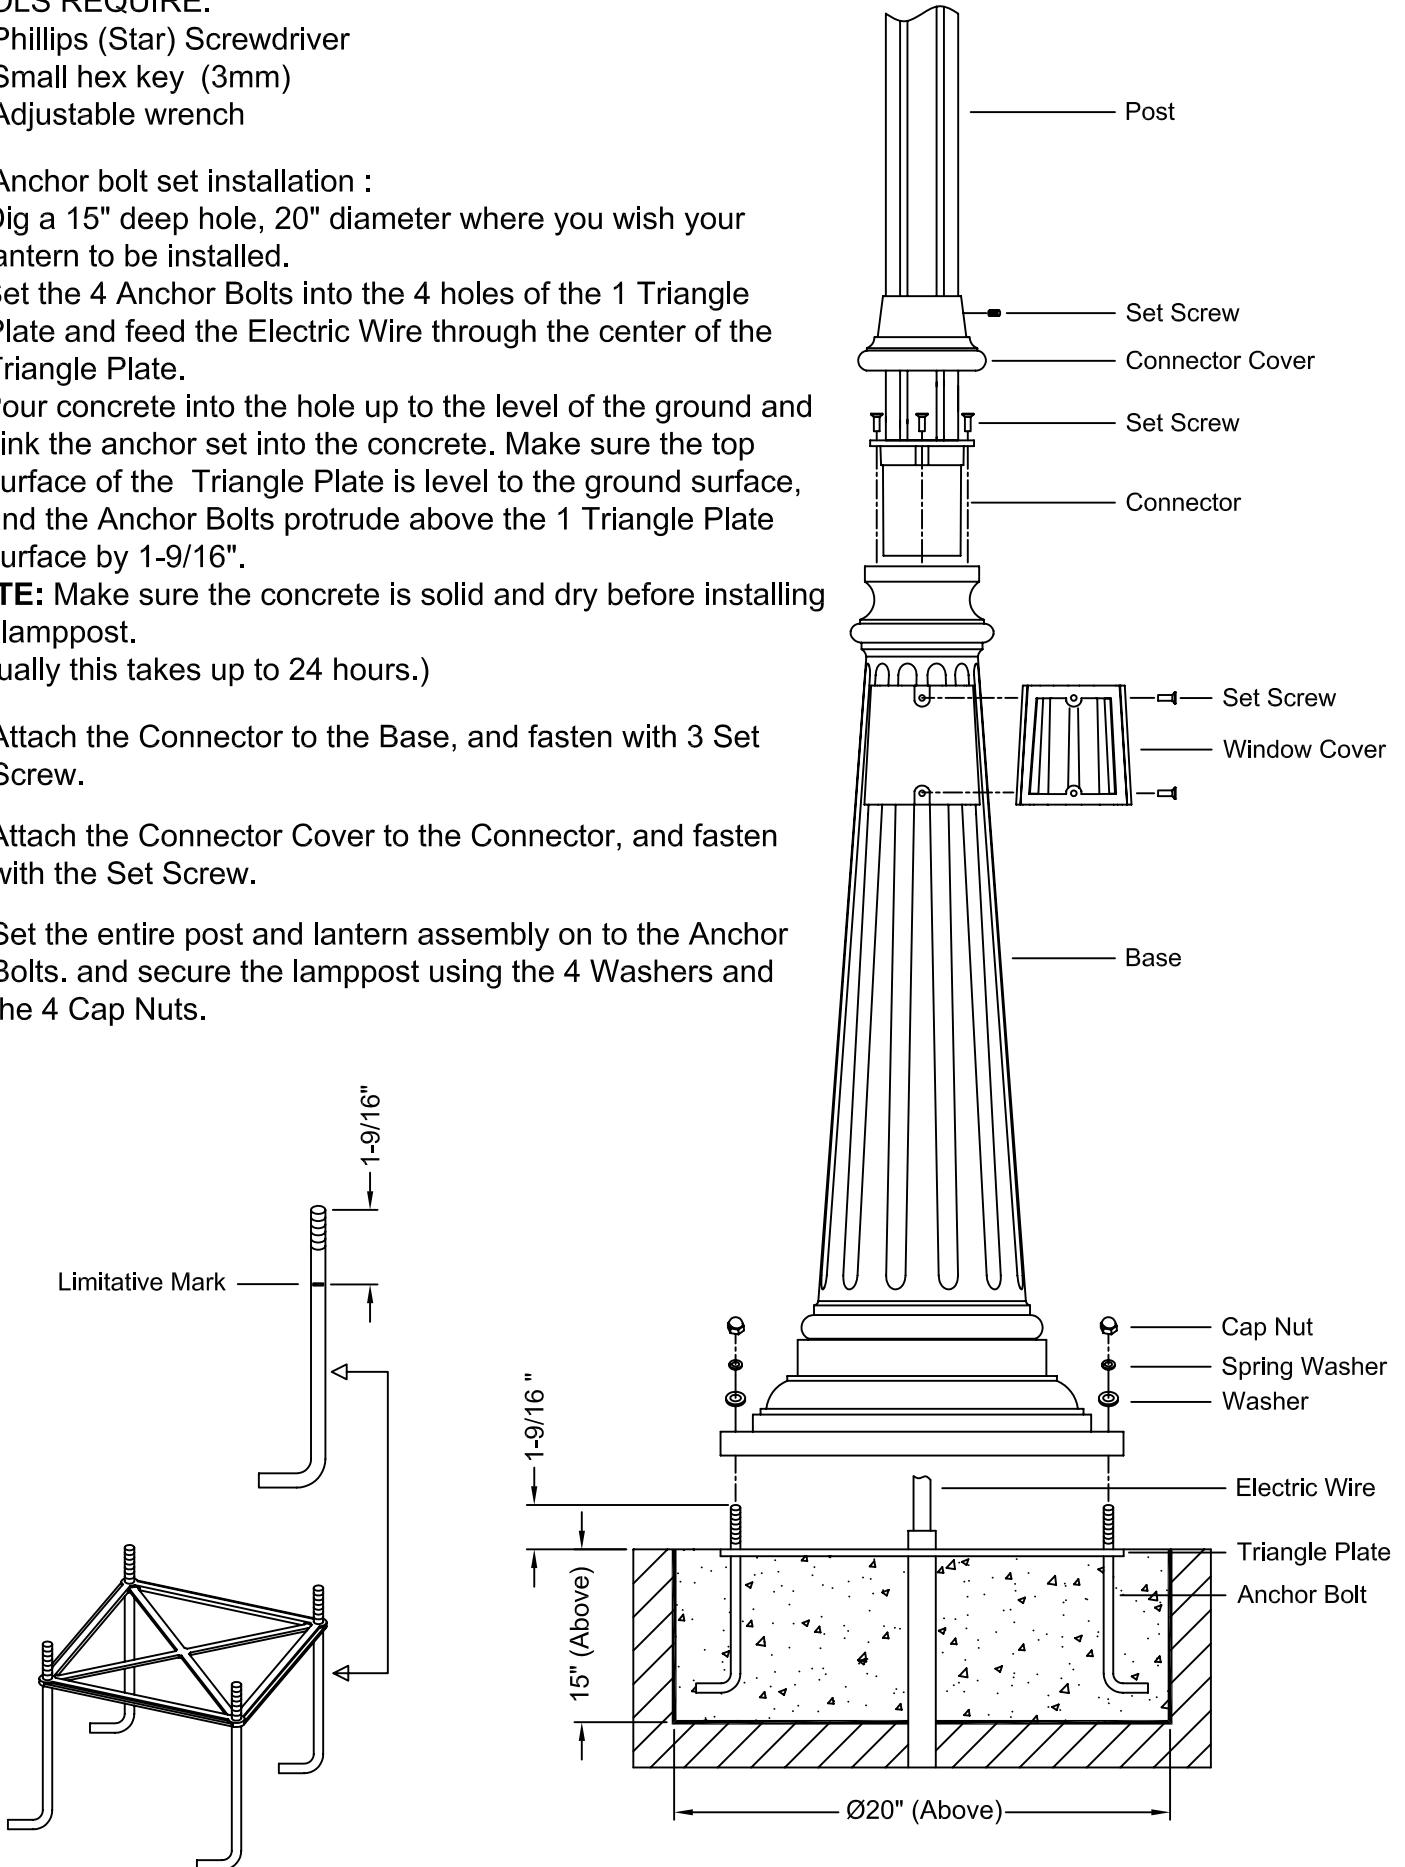 OLS REQUIRE:
Phillips (Star) Screwdriver
Small hex key (3mm)
Adjustable wrench
Anchor bolt set installation :
Dig a 15" deep hole, 20" diameter where you wish your
antern to be installed.
Set the 4 Anchor Bolts into the 4 holes of the 1 Triangle
Plate and feed the Electric Wire through the center of the
Triangle Plate.
Pour concrete into the hole up to the level of the ground and
ink the anchor set into the concrete. Make sure the top
urface of the Triangle Plate is level to the ground surface,
nd the Anchor Bolts protrude above the 1 Triangle Plate
urface by 1-9/16".
TE: Make sure the concrete is solid and dry before installing
lamppost.
ually this takes up to 24 hours.)
Attach the Connector to the Base, and fasten with 3 Set
Screw.
Attach the Connector Cover to the Connector, and fasten
with the Set Screw.
Set the entire post and lantern assembly on to the Anchor
Bolts. and secure the lamppost using the 4 Washers and
he 4 Cap Nuts.
Post
Set Screw
Connector Cover
Set Screw
Connector
Set Screw
Window Cover
Base
1-9/16"
Limitative Mark
Cap Nut
Spring Washer
Washer
1-9/16 "
Electric Wire
Triangle Plate
Anchor Bolt
15" (Above)
Ø20" (Above)